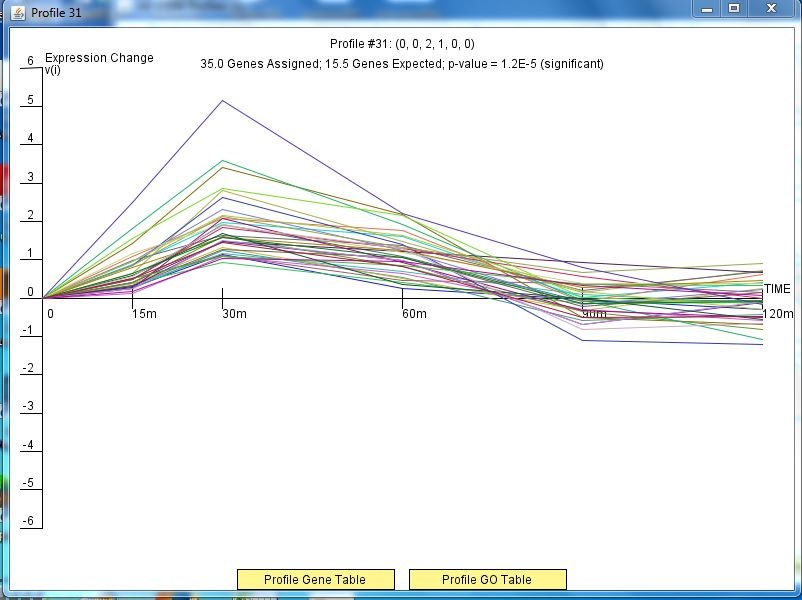 Profile 31
Profile #31: (0, 0, 2, 1, 0, 0)
35.0 Genes Assigned; 15.5 Genes Expected; p-value = 1.2E-5 (significant)
Expression Change
v(i)
6
5
4
3
2
1
0
-1
-2
-3
-4
-5
-6
0 15m 30m 60m 90m 120m
TIME
Profile Gene Table Profile GO Table